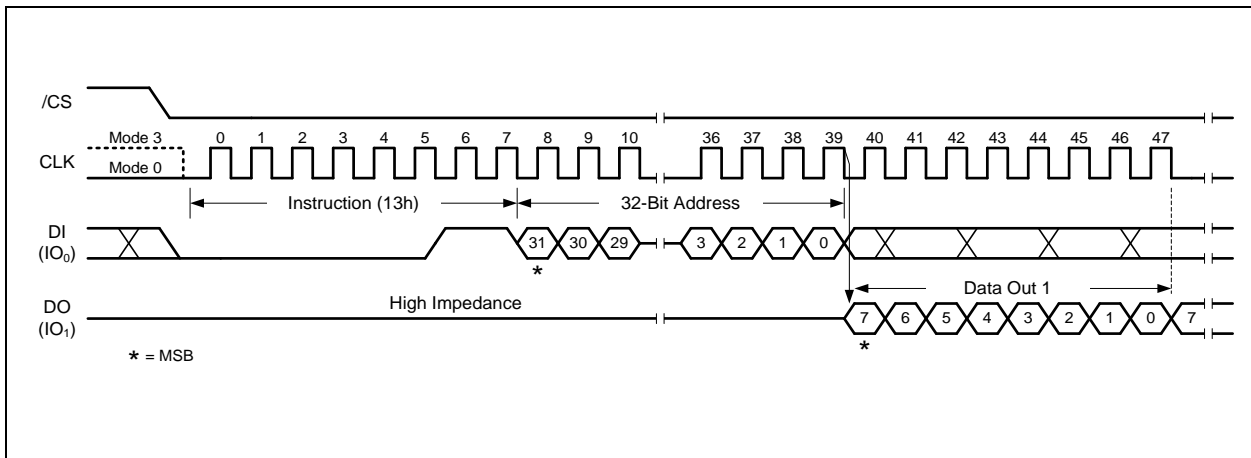 /CS
Mode 3
0 1 2 3 4 5 6 7 8 9 10 36 37 38 39 40 41 42 43 44 45 46 47
CLK
Mode 0
Instruction (13h) 32-Bit Address
DI
(IO₀)
31 30 29 3 2 1 0
*
High Impedance
Data Out 1
DO
(IO₁)
7 6 5 4 3 2 1 0 7
*
* = MSB